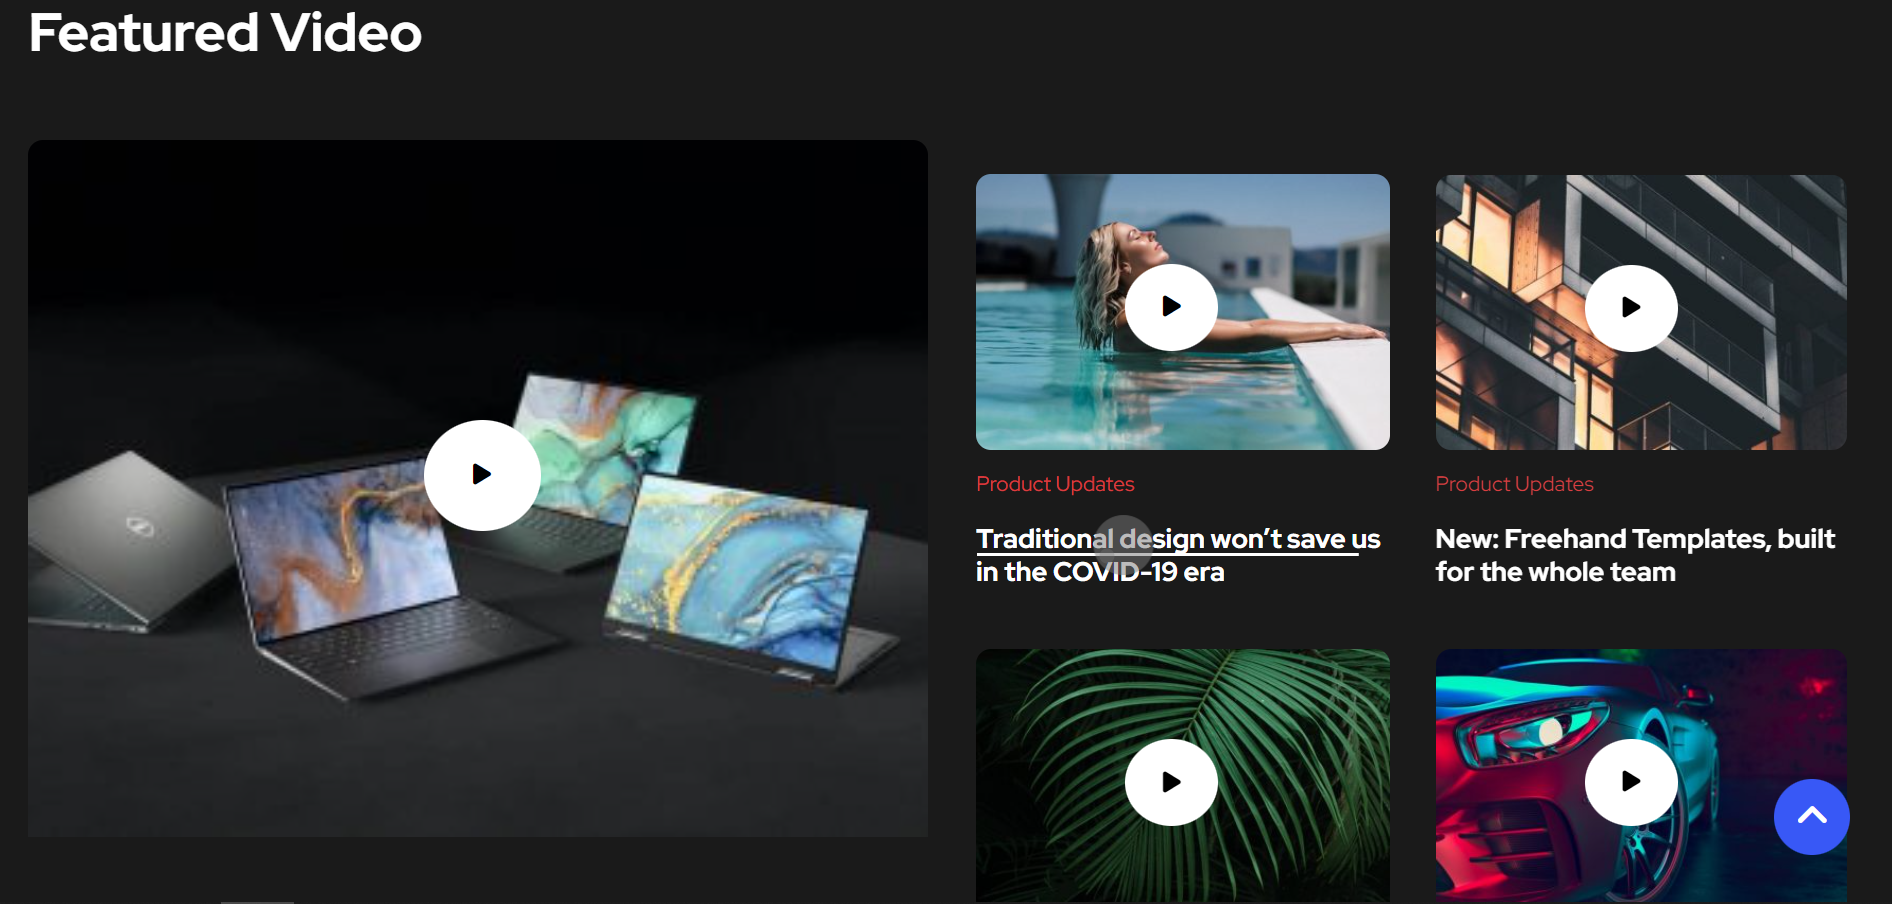 Featured Video
Product Updates
Traditional design won’t save us
in the COVID-19 era
Product Updates
New: Freehand Templates, built
for the whole team